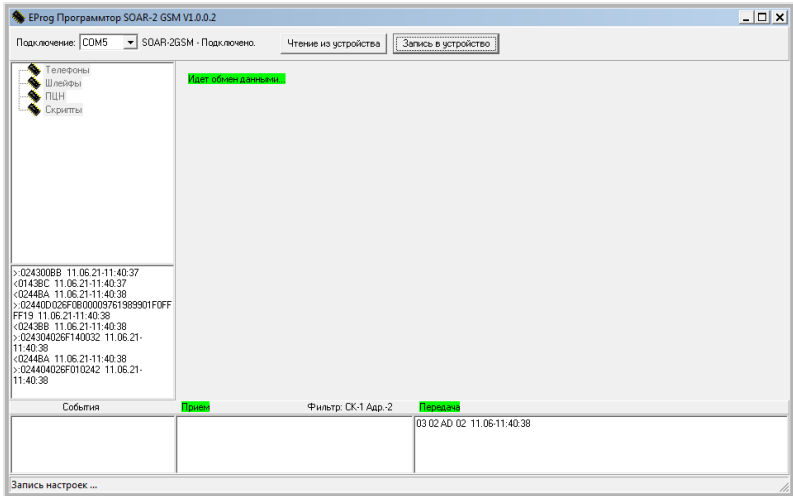 EProg Программтор SOAR-2 GSM V1.0.0.2
Подключение: COM5 SOAR-2GSM - Подключено. Чтение из устройства Запись в устройство
Телефоны
Шлейфы
ПЦН
Скрипты
Идет обмен данными...
>:024300BB 11.06.21-11:40:37
<0143BC 11.06.21-11:40:37
<0244BA 11.06.21-11:40:38
>:02440D026F0B00009761989901F0FF
FF19 11.06.21-11:40:38
<0243BB 11.06.21-11:40:38
>:024304026F140032 11.06.21-
11:40:38
<0244BA 11.06.21-11:40:38
>:024404026F010242 11.06.21-
11:40:38
События Прием Фильтр: СК-1 Адр.-2 Передача
03 02 AD 02 11.06-11:40:38
Запись настроек ...